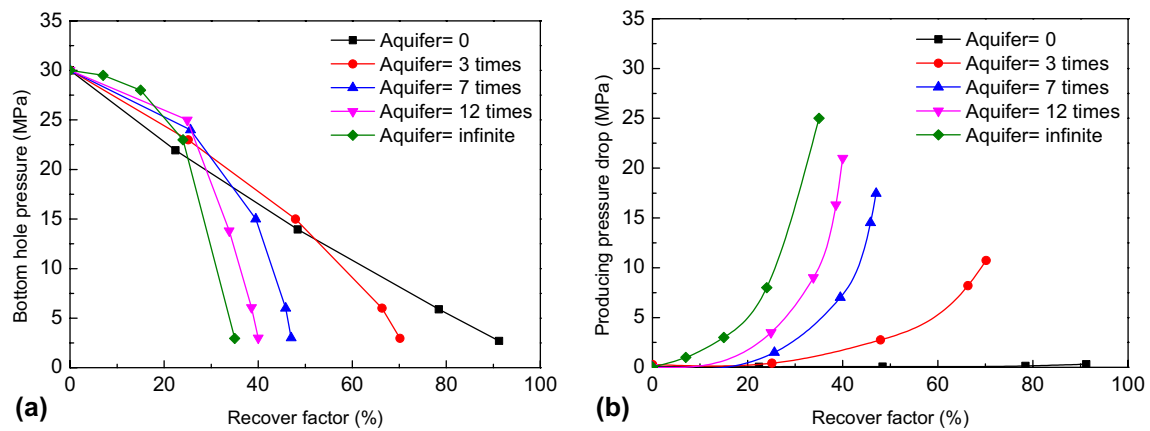 35
30
25
20
15
10
5
0
Bottom hole pressure (MPa)
Aquifer= 0
Aquifer= 3 times
Aquifer= 7 times
Aquifer= 12 times
Aquifer= infinite
0 20 40 60 80 100
Recover factor (%)
(a)
35
30
25
20
15
10
5
0
Producing pressure drop (MPa)
Aquifer= 0
Aquifer= 3 times
Aquifer= 7 times
Aquifer= 12 times
Aquifer= infinite
0 20 40 60 80 100
Recover factor (%)
(b)